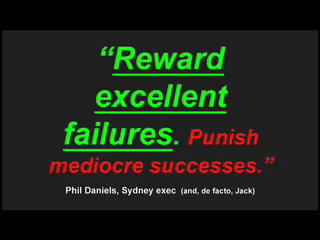 “Reward
excellent
failures. Punish
mediocre successes.”
Phil Daniels, Sydney exec (and, de facto, Jack)